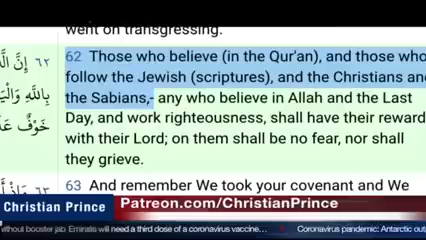 went on transgressing.
٦٢ إِنَّ
62 Those who believe (in the Qur'an), and those who
follow the Jewish (scriptures), and the Christians and
بِاللَّهِ
the Sabians,- any who believe in Allah and the Last
خَوْفٌ
Day, and work righteousness, shall have their reward
with their Lord; on them shall be no fear, nor shall
they grieve.
٦٣
63 And remember We took your covenant and We
Christian Prince Patreon.com/ChristianPrince
without booster jab Emiratis will need a third dose of a coronavirus vaccine… Coronavirus pandemic: Antarctic out